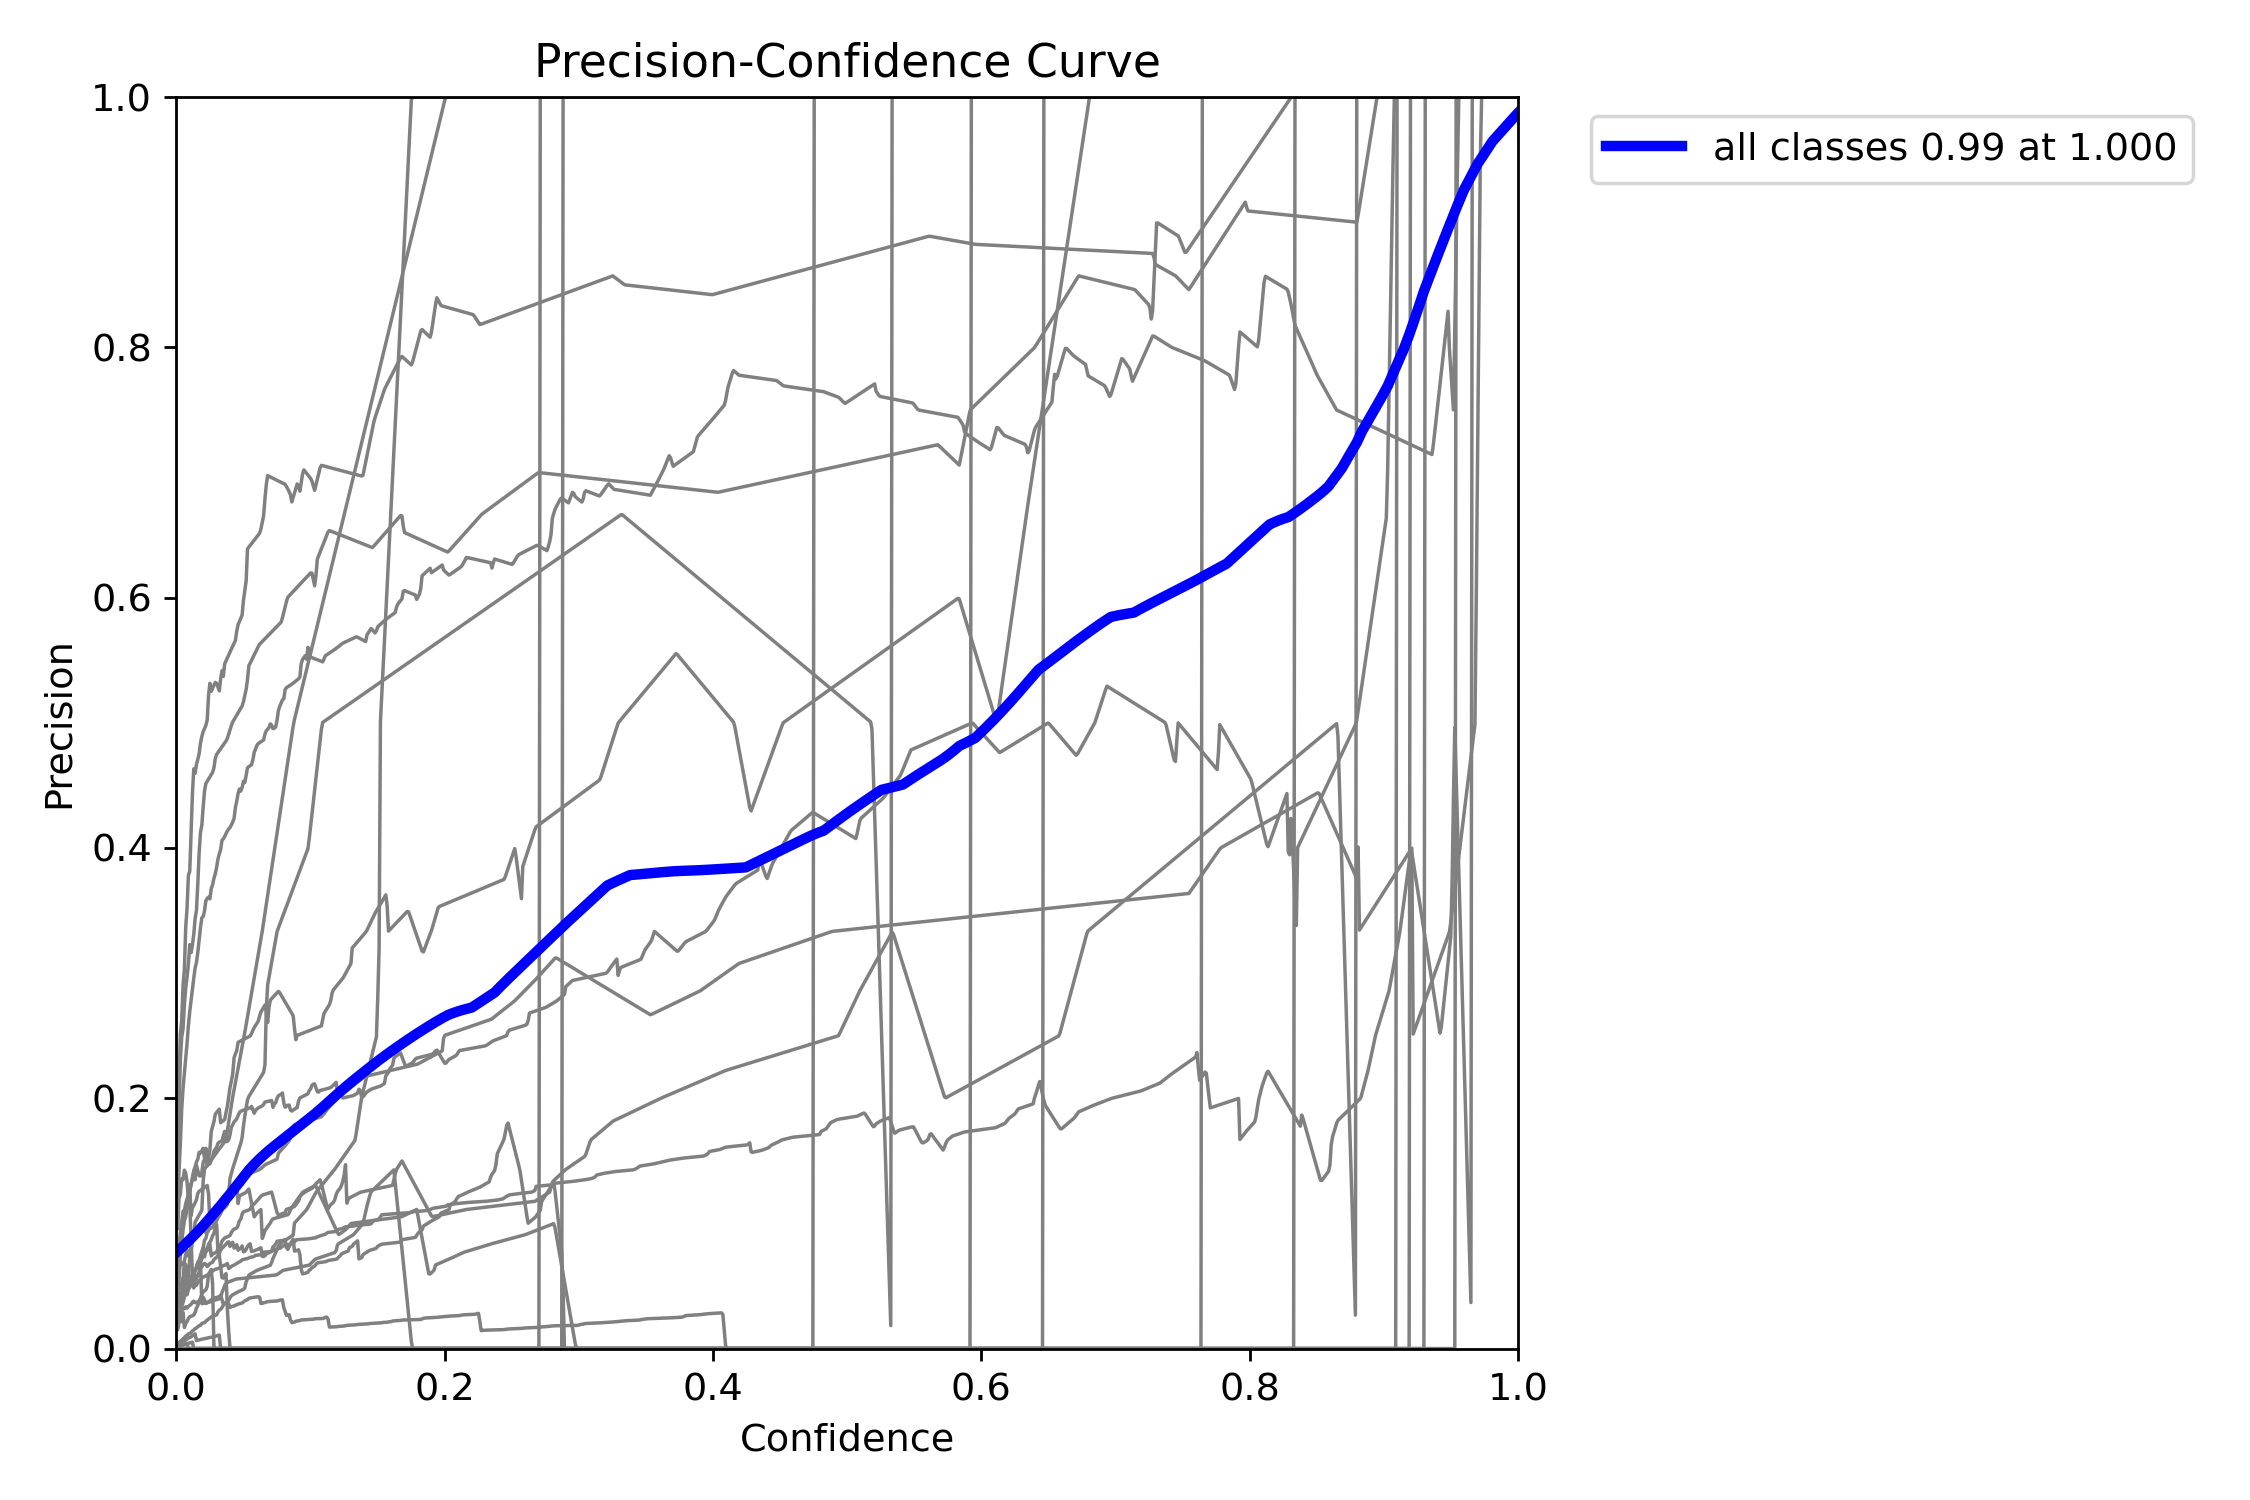 Precision-Confidence Curve
all classes 0.99 at 1.000
1.0
0.8
0.6
0.4
0.2
0.0
Precision
0.0 0.2 0.4 0.6 0.8 1.0
Confidence